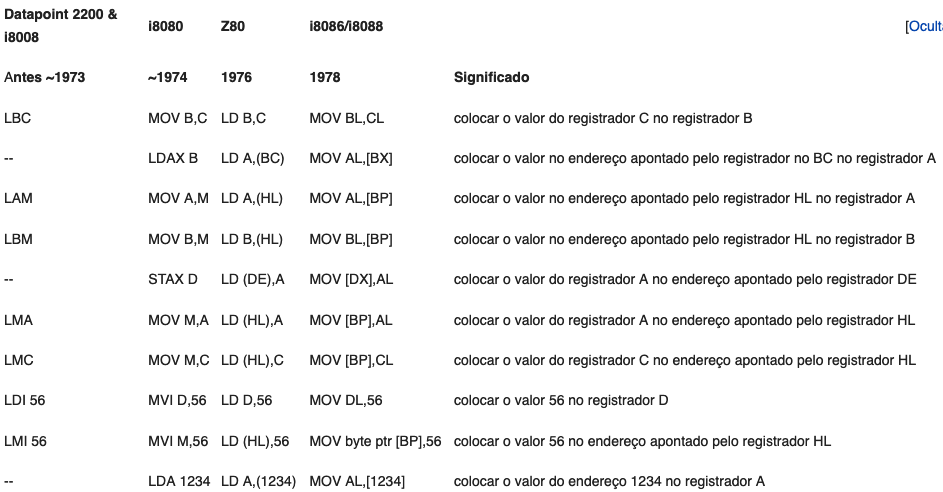 Datapoint 2200 & i8008 i8080 Z80 i8086/i8088 [Oculta
Antes ~1973 ~1974 1976 1978 Significado
LBC MOV B,C LD B,C MOV BL,CL colocar o valor do registrador C no registrador B
-- LDAX B LD A,(BC) MOV AL,[BX] colocar o valor no endereço apontado pelo registrador no BC no registrador A
LAM MOV A,M LD A,(HL) MOV AL,[BP] colocar o valor no endereço apontado pelo registrador HL no registrador A
LBM MOV B,M LD B,(HL) MOV BL,[BP] colocar o valor no endereço apontado pelo registrador HL no registrador B
-- STAX D LD (DE),A MOV [DX],AL colocar o valor do registrador A no endereço apontado pelo registrador DE
LMA MOV M,A LD (HL),A MOV [BP],AL colocar o valor do registrador A no endereço apontado pelo registrador HL
LMC MOV M,C LD (HL),C MOV [BP],CL colocar o valor do registrador C no endereço apontado pelo registrador HL
LDI 56 MVI D,56 LD D,56 MOV DL,56 colocar o valor 56 no registrador D
LMI 56 MVI M,56 LD (HL),56 MOV byte ptr [BP],56 colocar o valor 56 no endereço apontado pelo registrador HL
-- LDA 1234 LD A,(1234) MOV AL,[1234] colocar o valor do endereço 1234 no registrador A